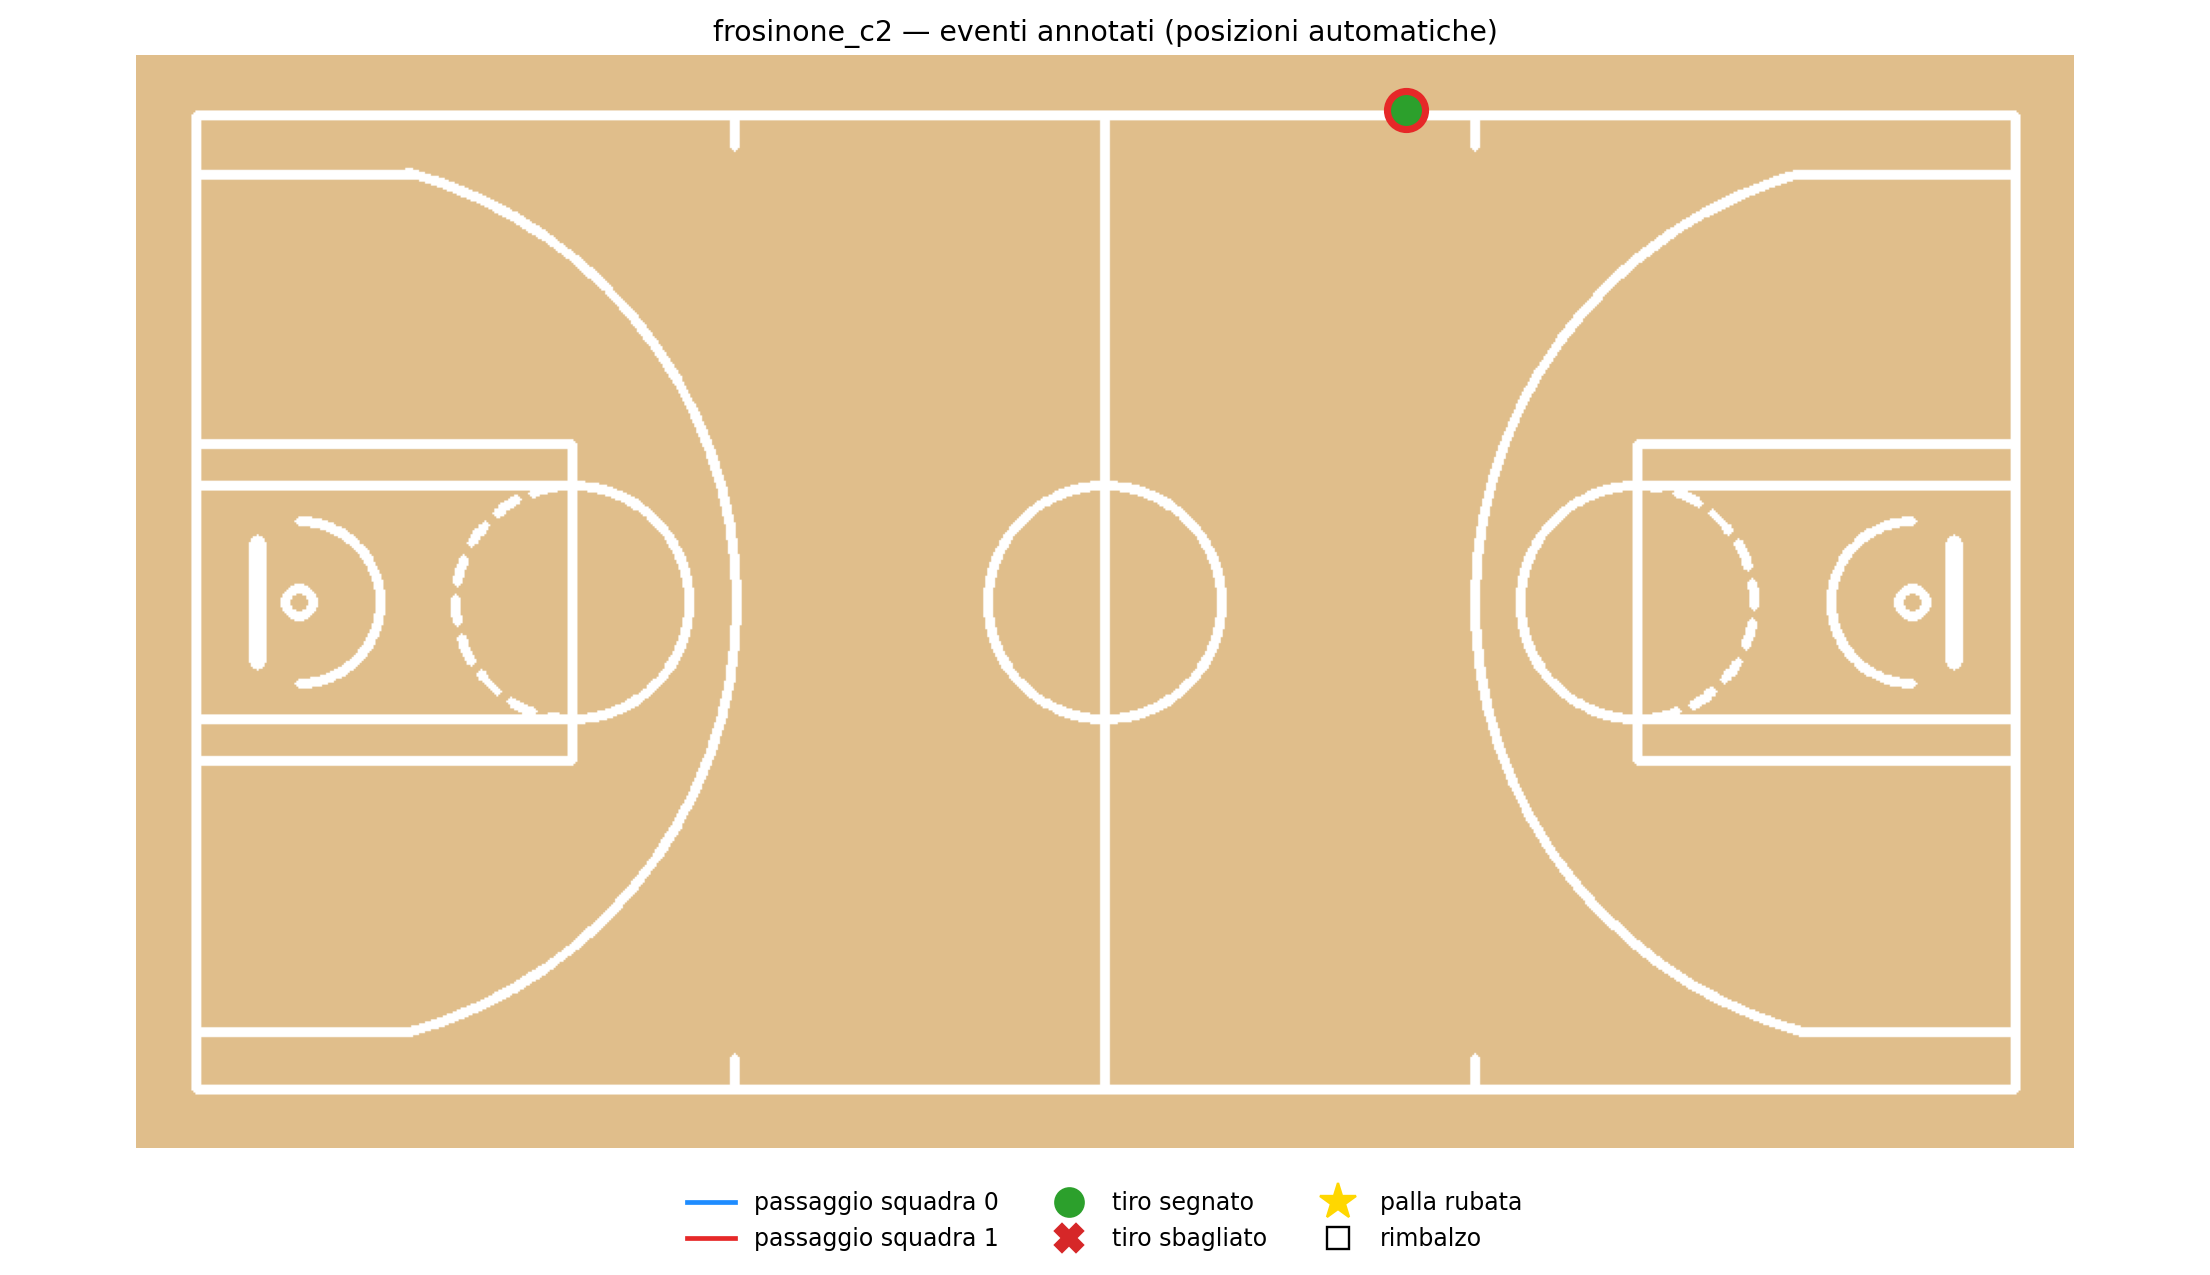 frosinone_c2 — eventi annotati (posizioni automatiche)
passaggio squadra 0
passaggio squadra 1
tiro segnato
tiro sbagliato
palla rubata
rimbalzo